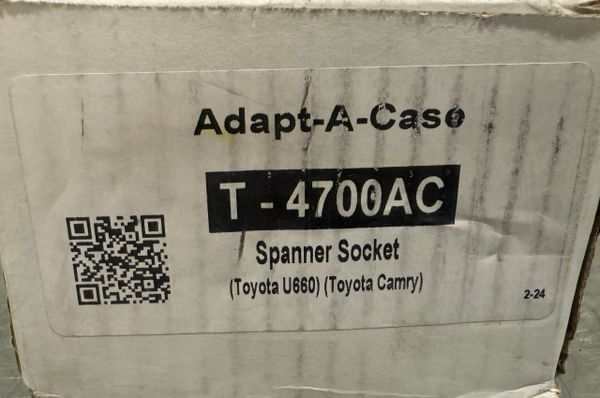 Adapt-A-Case
T - 4700AC
Spanner Socket
(Toyota U660) (Toyota Camry)
2-24